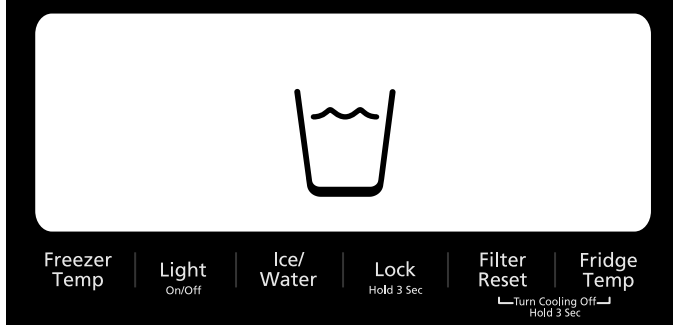 Freezer
Temp
Light
On/Off
Ice/
Water
Lock
Hold 3 Sec
Filter
Reset
Fridge
Temp
Turn Cooling Off
Hold 3 Sec